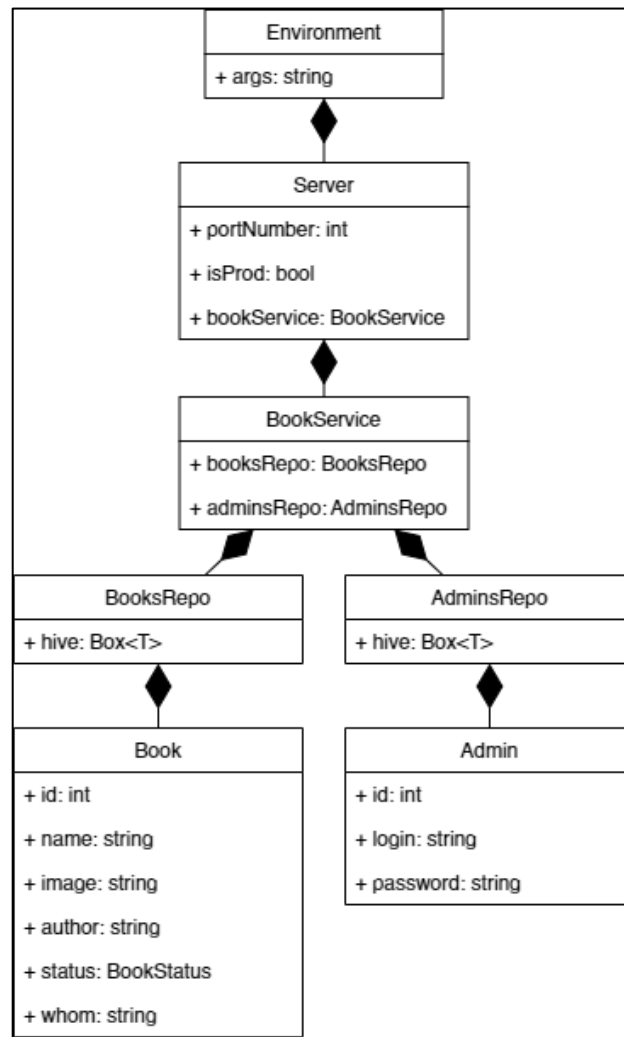 Environment
+ args: string
Server
+ portNumber: int
+ isProd: bool
+ bookService: BookService
BookService
+ booksRepo: BooksRepo
+ adminsRepo: AdminsRepo
BooksRepo
+ hive: Box<T>
AdminsRepo
+ hive: Box<T>
Book
+ id: int
+ name: string
+ image: string
+ author: string
+ status: BookStatus
+ whom: string
Admin
+ id: int
+ login: string
+ password: string